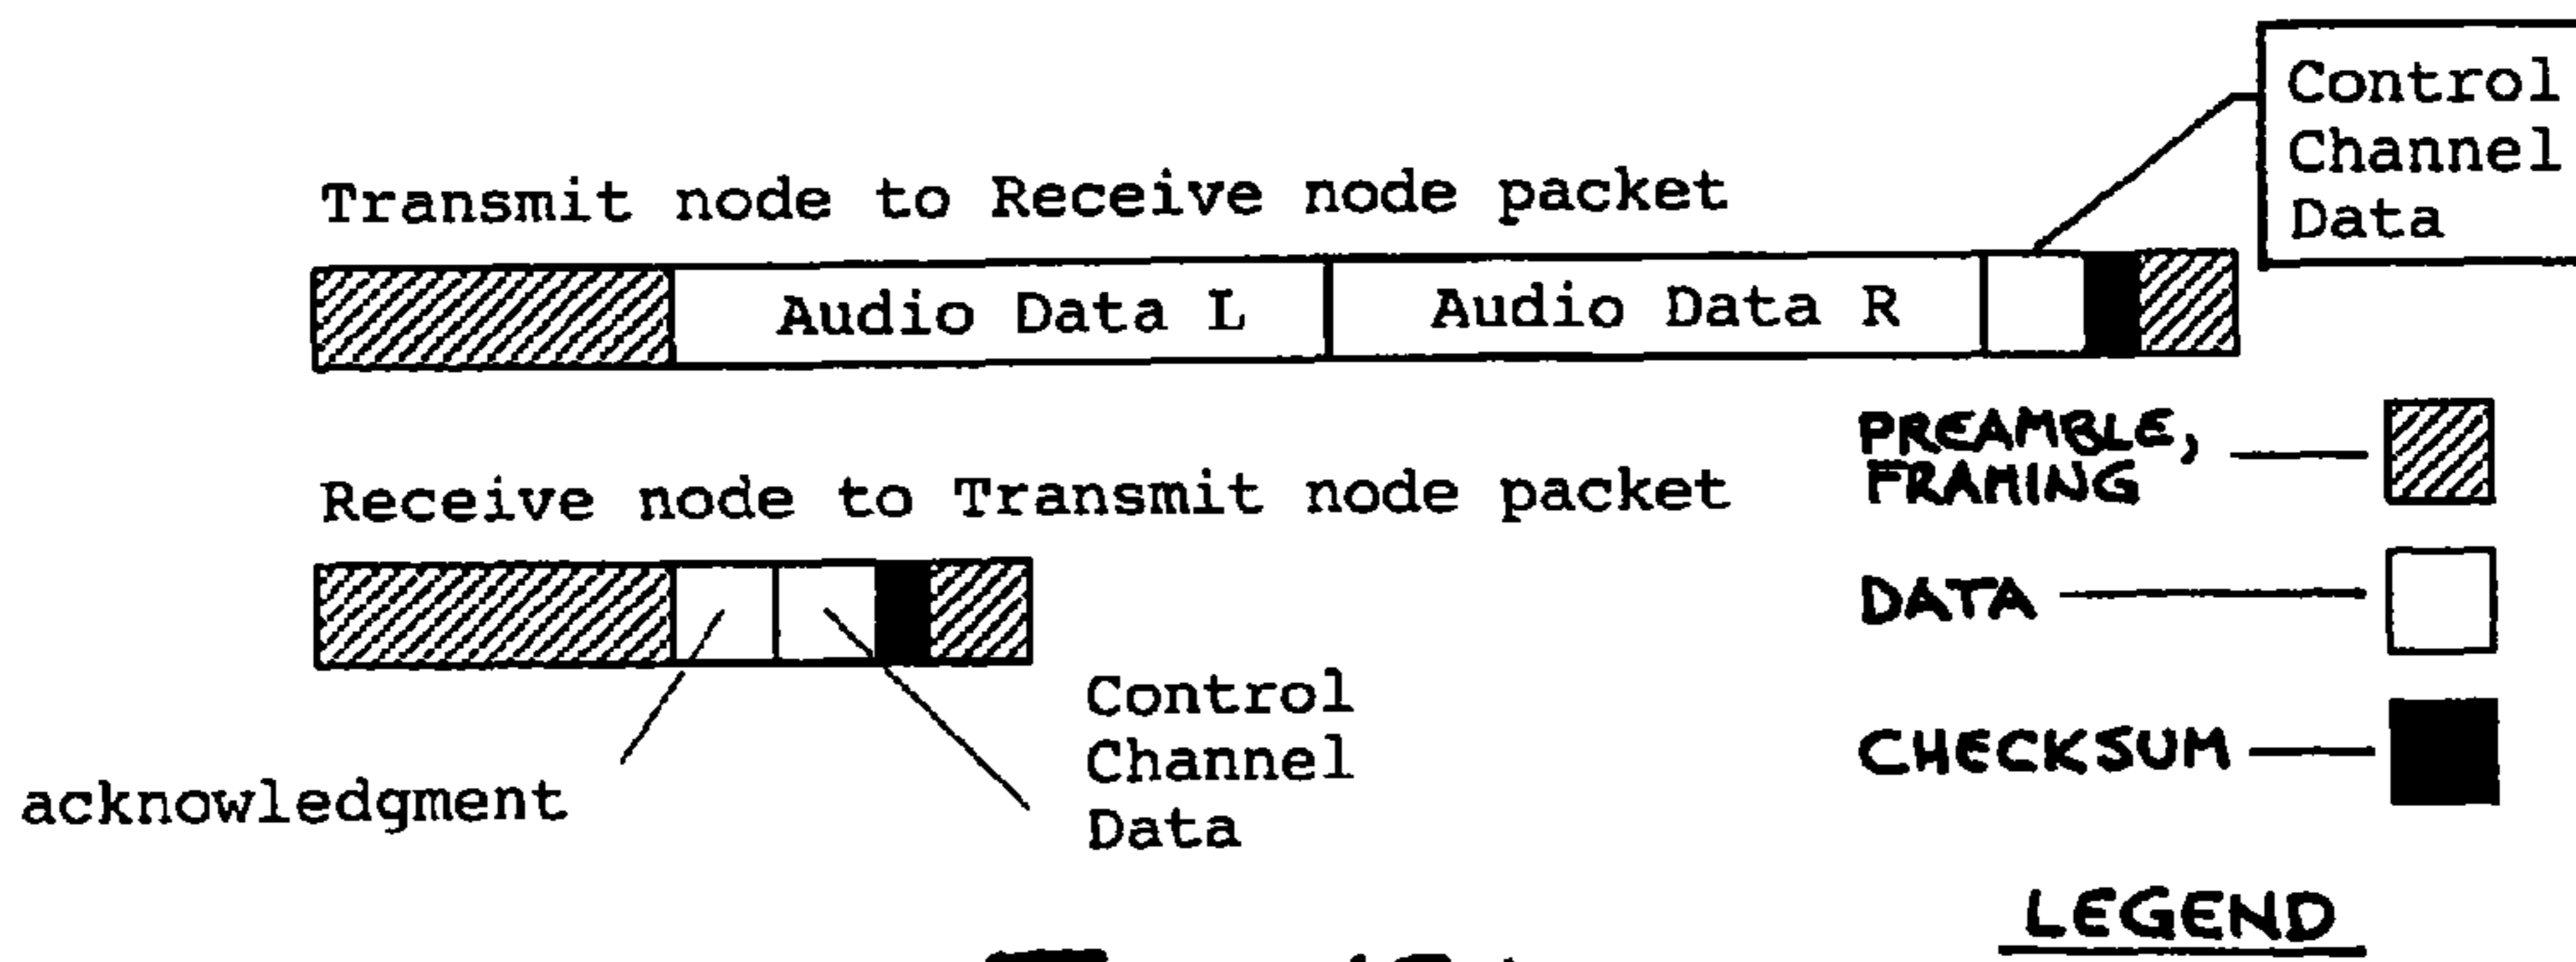 Control
Channel
Data
Transmit node to Receive node packet
Audio Data L
Audio Data R
PREAMBLE,
FRAMING
Receive node to Transmit node packet
DATA
Control
Channel
Data
CHECKSUM
acknowledgment
LEGEND